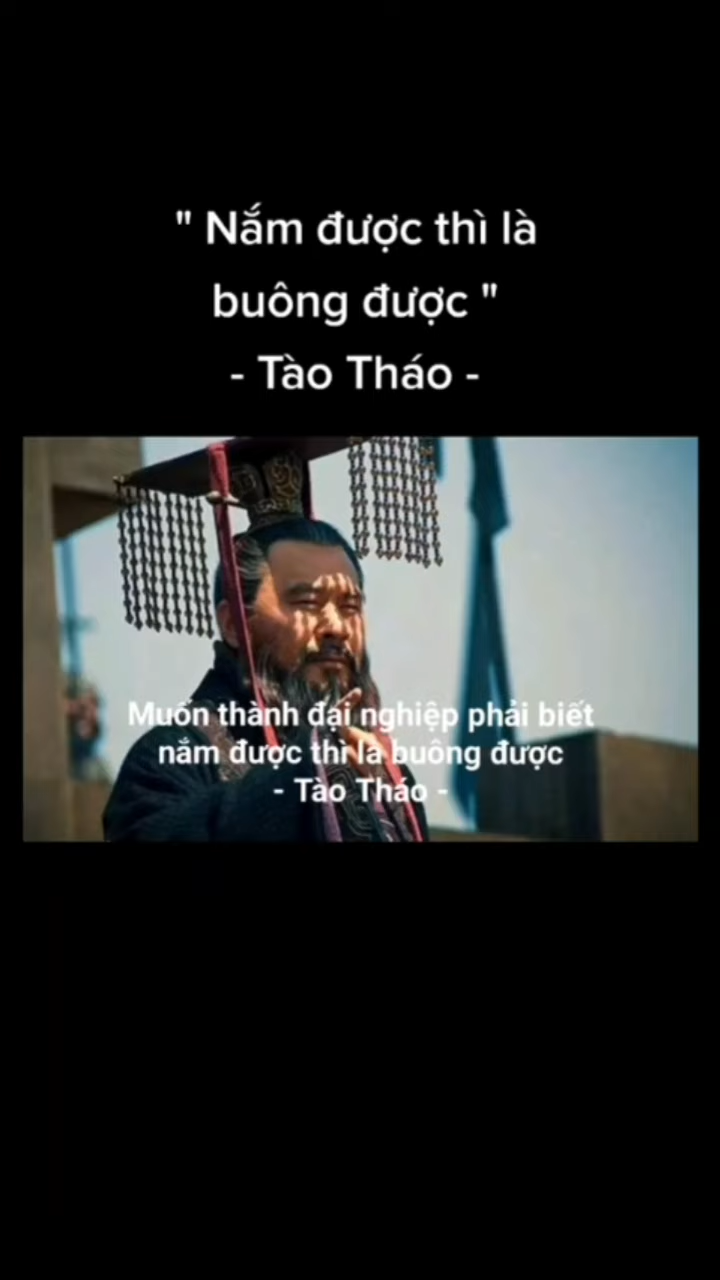 " Nắm được thì là
buông được "
- Tào Tháo -
Muốn thành đại nghiệp phải biết
nắm được thì là buông được
- Tào Tháo -